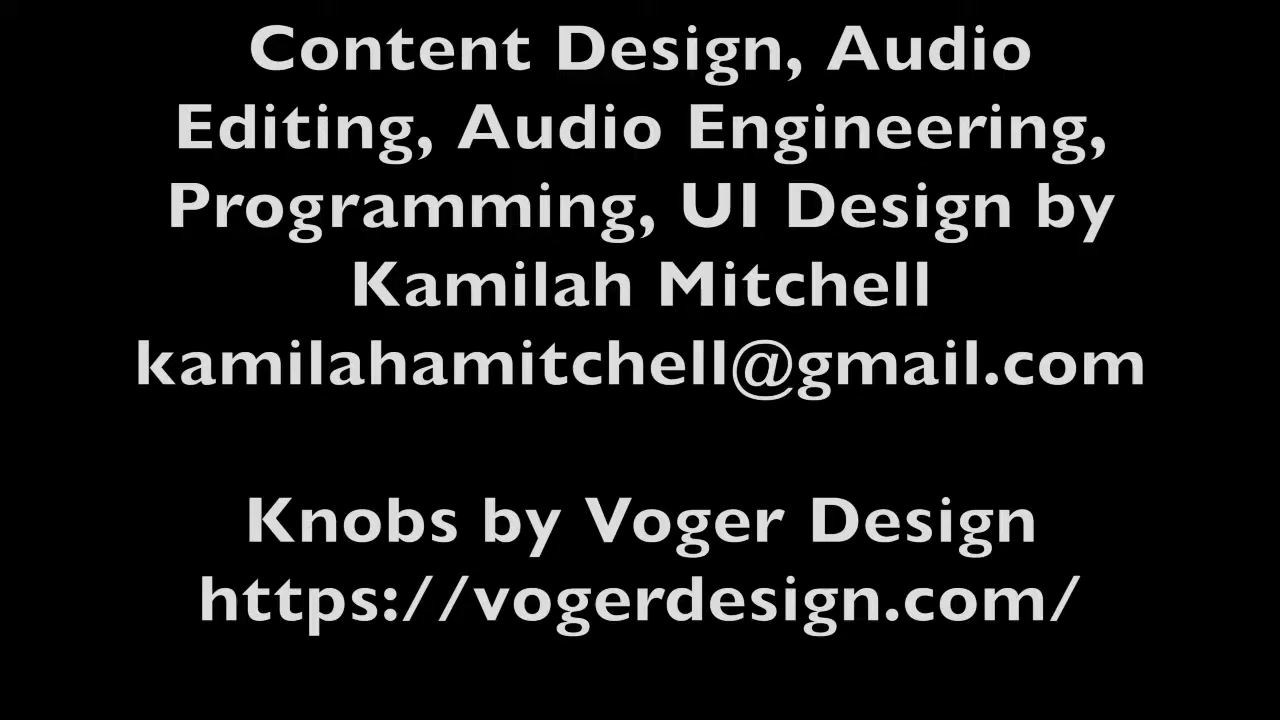 Content Design, Audio
Editing, Audio Engineering,
Programming, UI Design by
Kamilah Mitchell
kamilahamitchell@gmail.com
Knobs by Voger Design
https://vogerdesign.com/